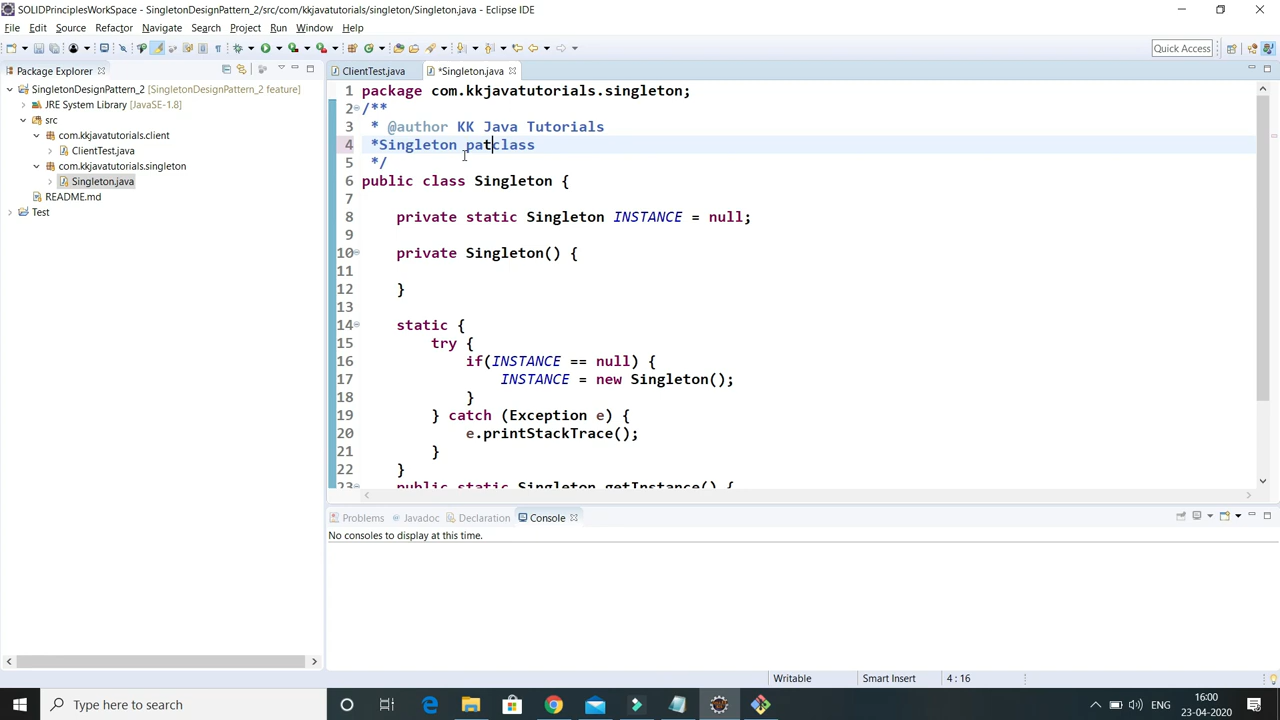 SOLIDPrinciplesWorkSpace - SingletonDesignPattern_2/src/com/kkjavatutorials/singleton/Singleton.java - Eclipse IDE
File Edit Source Refactor Navigate Search Project Run Window Help
Quick Access
Package Explorer
SingletonDesignPattern_2 [SingletonDesignPattern_2 feature]
JRE System Library [JavaSE-1.8]
src
com.kkjavatutorials.client
ClientTest.java
com.kkjavatutorials.singleton
Singleton.java
README.md
Test
ClientTest.java *Singleton.java
1 package com.kkjavatutorials.singleton;
2 /**
3 * @author KK Java Tutorials
4 *Singleton patclass
5 */
6 public class Singleton {
7
8 private static Singleton INSTANCE = null;
9
10 private Singleton() {
11
12 }
13
14 static {
15 try {
16 if(INSTANCE == null) {
17 INSTANCE = new Singleton();
18 }
19 } catch (Exception e) {
20 e.printStackTrace();
21 }
22 }
23 public static Singleton getInstance() {
Problems Javadoc Declaration Console
No consoles to display at this time.
Writable Smart Insert 4 : 16
Type here to search
ENG
16:00
23-04-2020